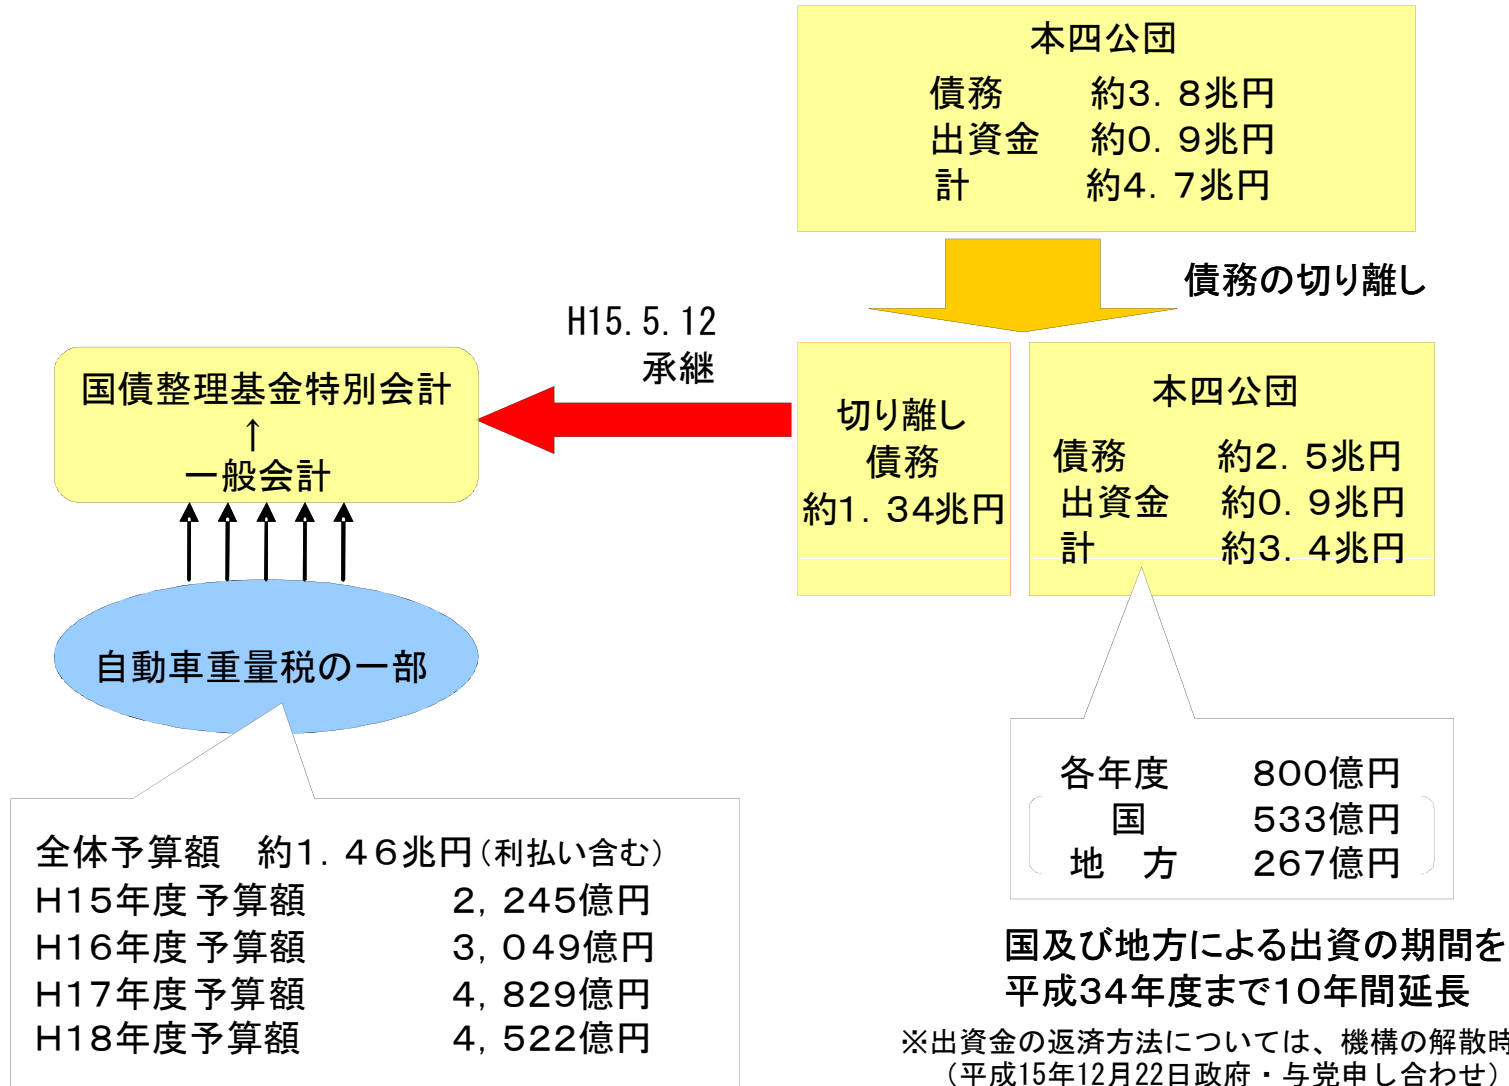 本四公団
債務　約3．8兆円
出資金　約0．9兆円
計　約4．7兆円
債務の切り離し
H15.5.12
承継
国債整理基金特別会計
↑
一般会計
切り離し
債務
約1．34兆円
本四公団
債務　約2．5兆円
出資金　約0．9兆円
計　約3．4兆円
自動車重量税の一部
各年度　800億円
国　533億円
地　方　267億円
全体予算額　約1．46兆円（利払い含む）
H15年度予算額　2，245億円
H16年度予算額　3，049億円
H17年度予算額　4，829億円
H18年度予算額　4，522億円
国及び地方による出資の期間を
平成34年度まで10年間延長
※出資金の返済方法については、機構の解散時
（平成15年12月22日政府・与党申し合わせ）